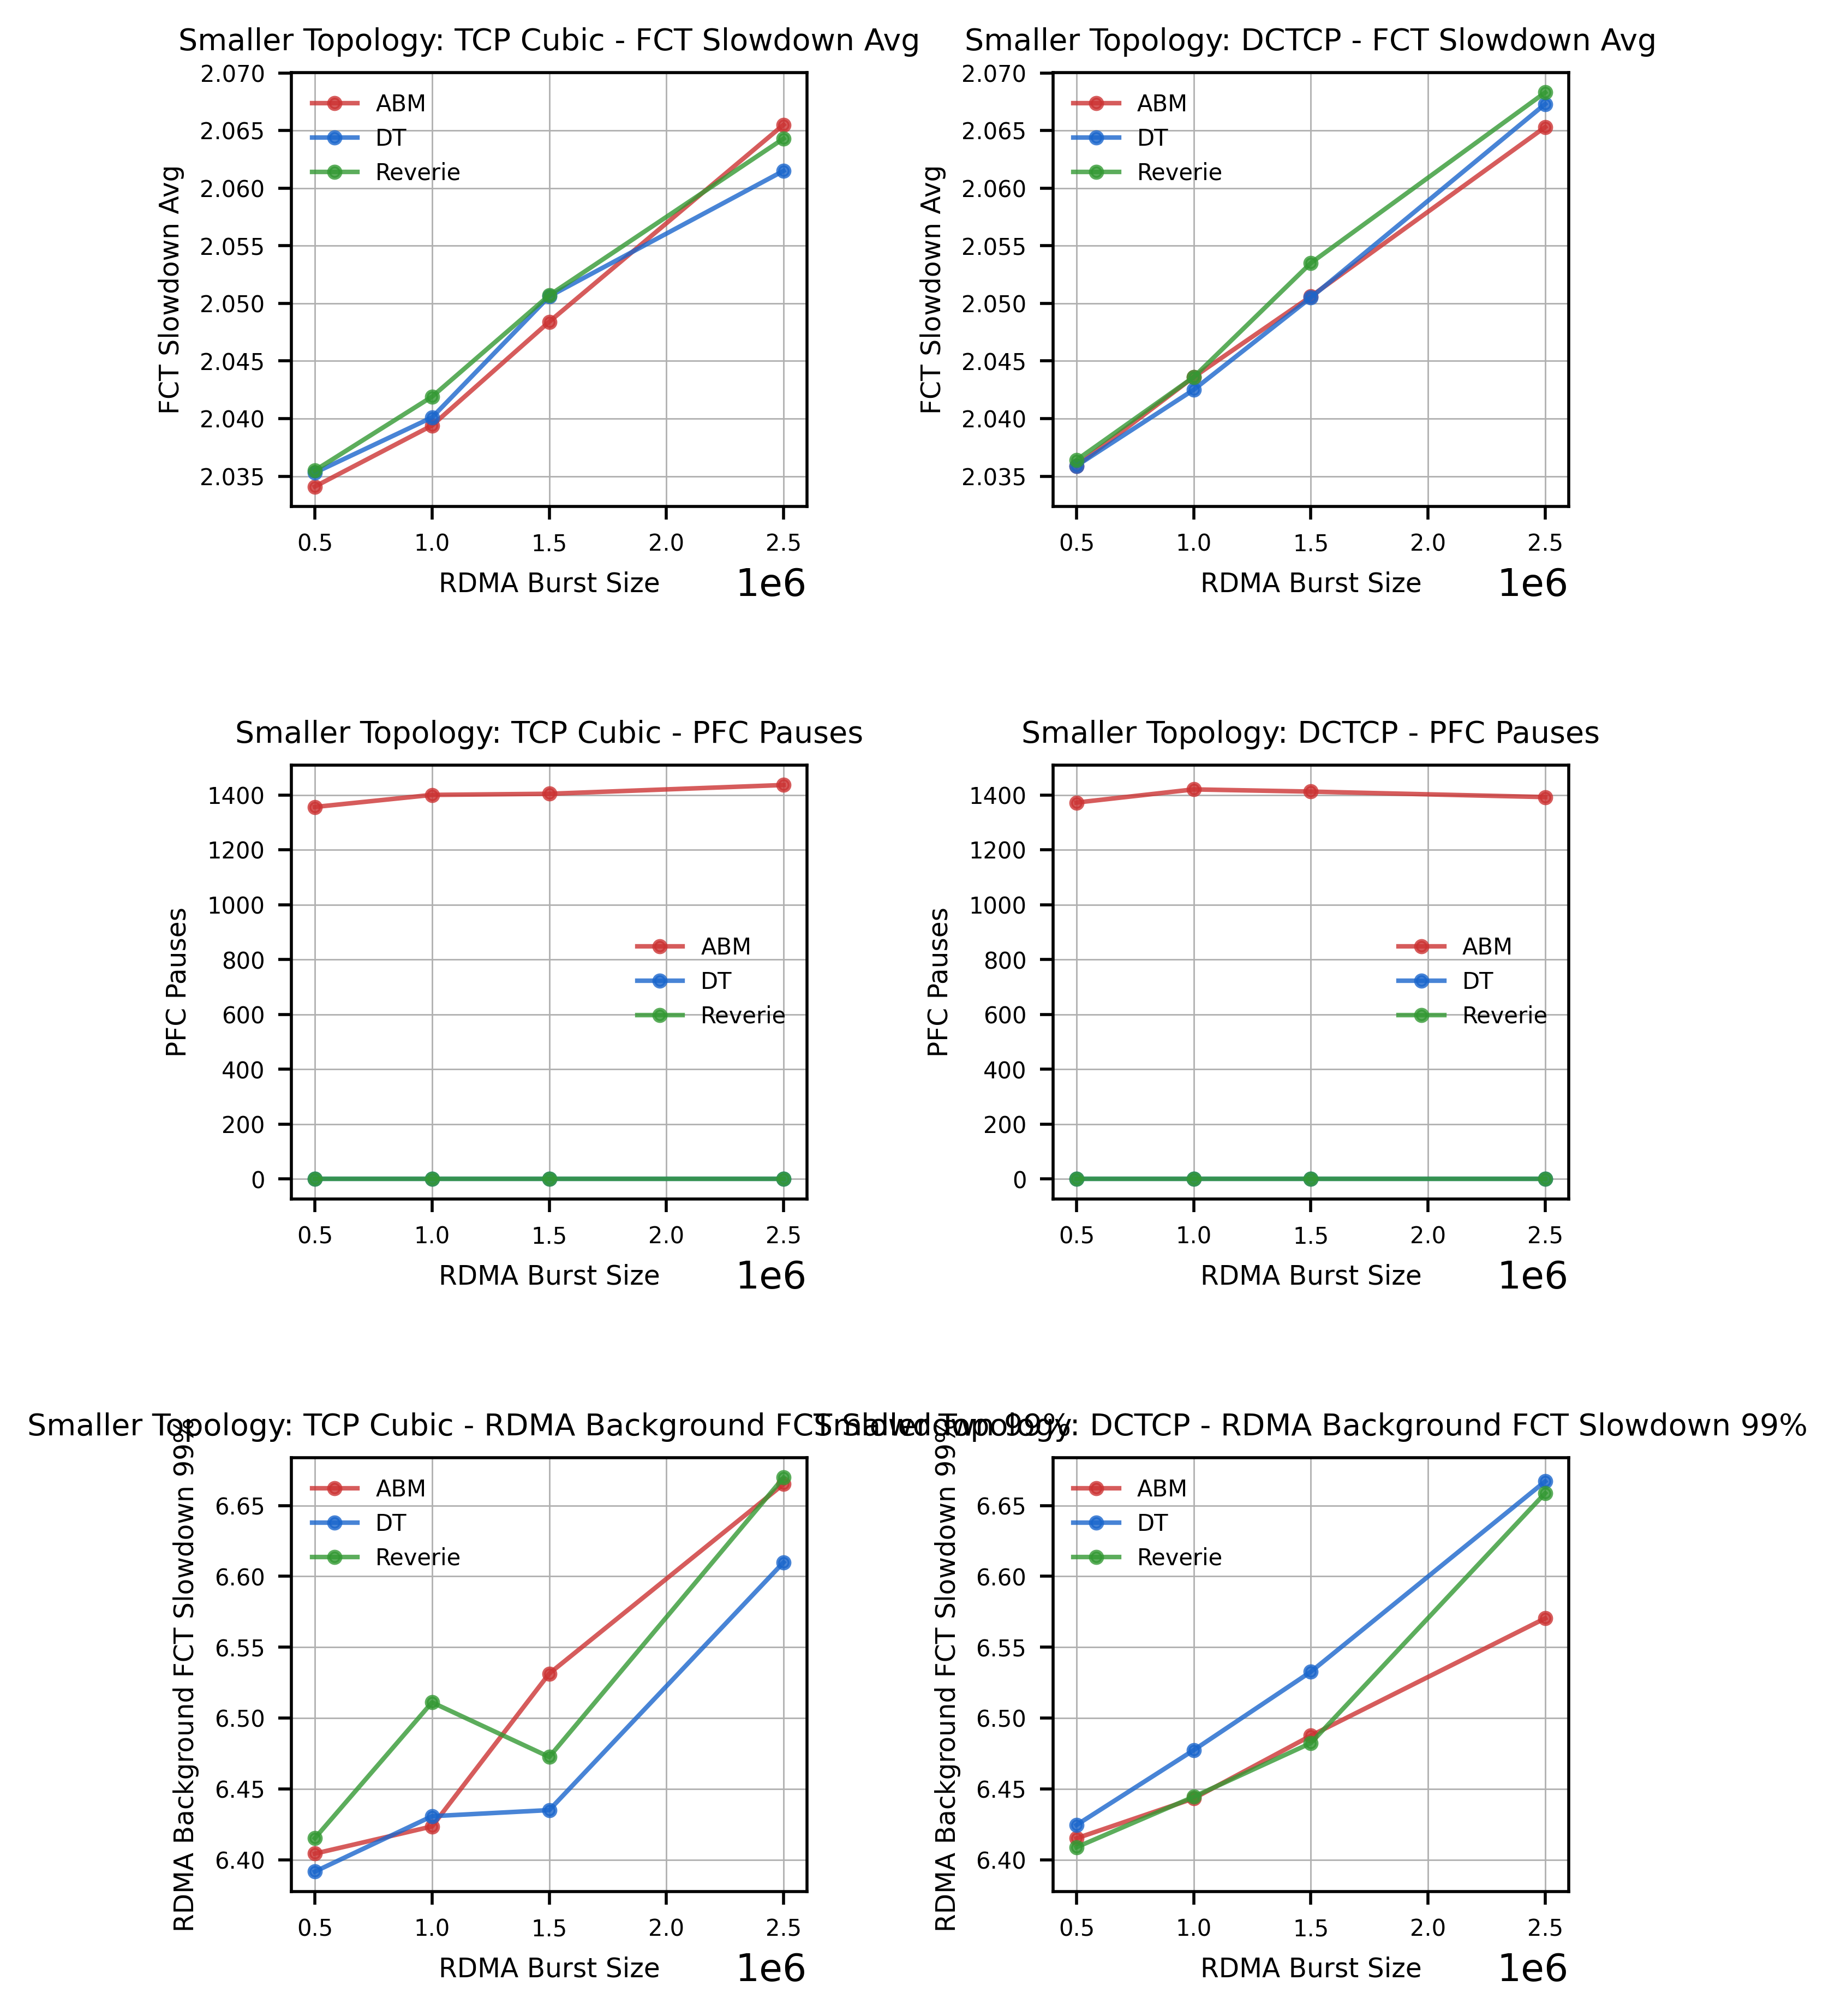 Smaller Topology: TCP Cubic - FCT Slowdown Avg
2.070
2.065
2.060
2.055
2.050
2.045
2.040
2.035
FCT Slowdown Avg
ABM
DT
Reverie
0.5 1.0 1.5 2.0 2.5
RDMA Burst Size
1e6
Smaller Topology: DCTCP - FCT Slowdown Avg
2.070
2.065
2.060
2.055
2.050
2.045
2.040
2.035
FCT Slowdown Avg
ABM
DT
Reverie
0.5 1.0 1.5 2.0 2.5
RDMA Burst Size
1e6
Smaller Topology: TCP Cubic - PFC Pauses
1400
1200
1000
800
600
400
200
0
PFC Pauses
ABM
DT
Reverie
0.5 1.0 1.5 2.0 2.5
RDMA Burst Size
1e6
Smaller Topology: DCTCP - PFC Pauses
1400
1200
1000
800
600
400
200
0
PFC Pauses
ABM
DT
Reverie
0.5 1.0 1.5 2.0 2.5
RDMA Burst Size
1e6
Smaller Topology: TCP Cubic - RDMA Background FCT Slowdown 99%
6.65
6.60
6.55
6.50
6.45
6.40
RDMA Background FCT Slowdown 99%
ABM
DT
Reverie
0.5 1.0 1.5 2.0 2.5
RDMA Burst Size
1e6
Smaller Topology: DCTCP - RDMA Background FCT Slowdown 99%
6.65
6.60
6.55
6.50
6.45
6.40
RDMA Background FCT Slowdown 99%
ABM
DT
Reverie
0.5 1.0 1.5 2.0 2.5
RDMA Burst Size
1e6